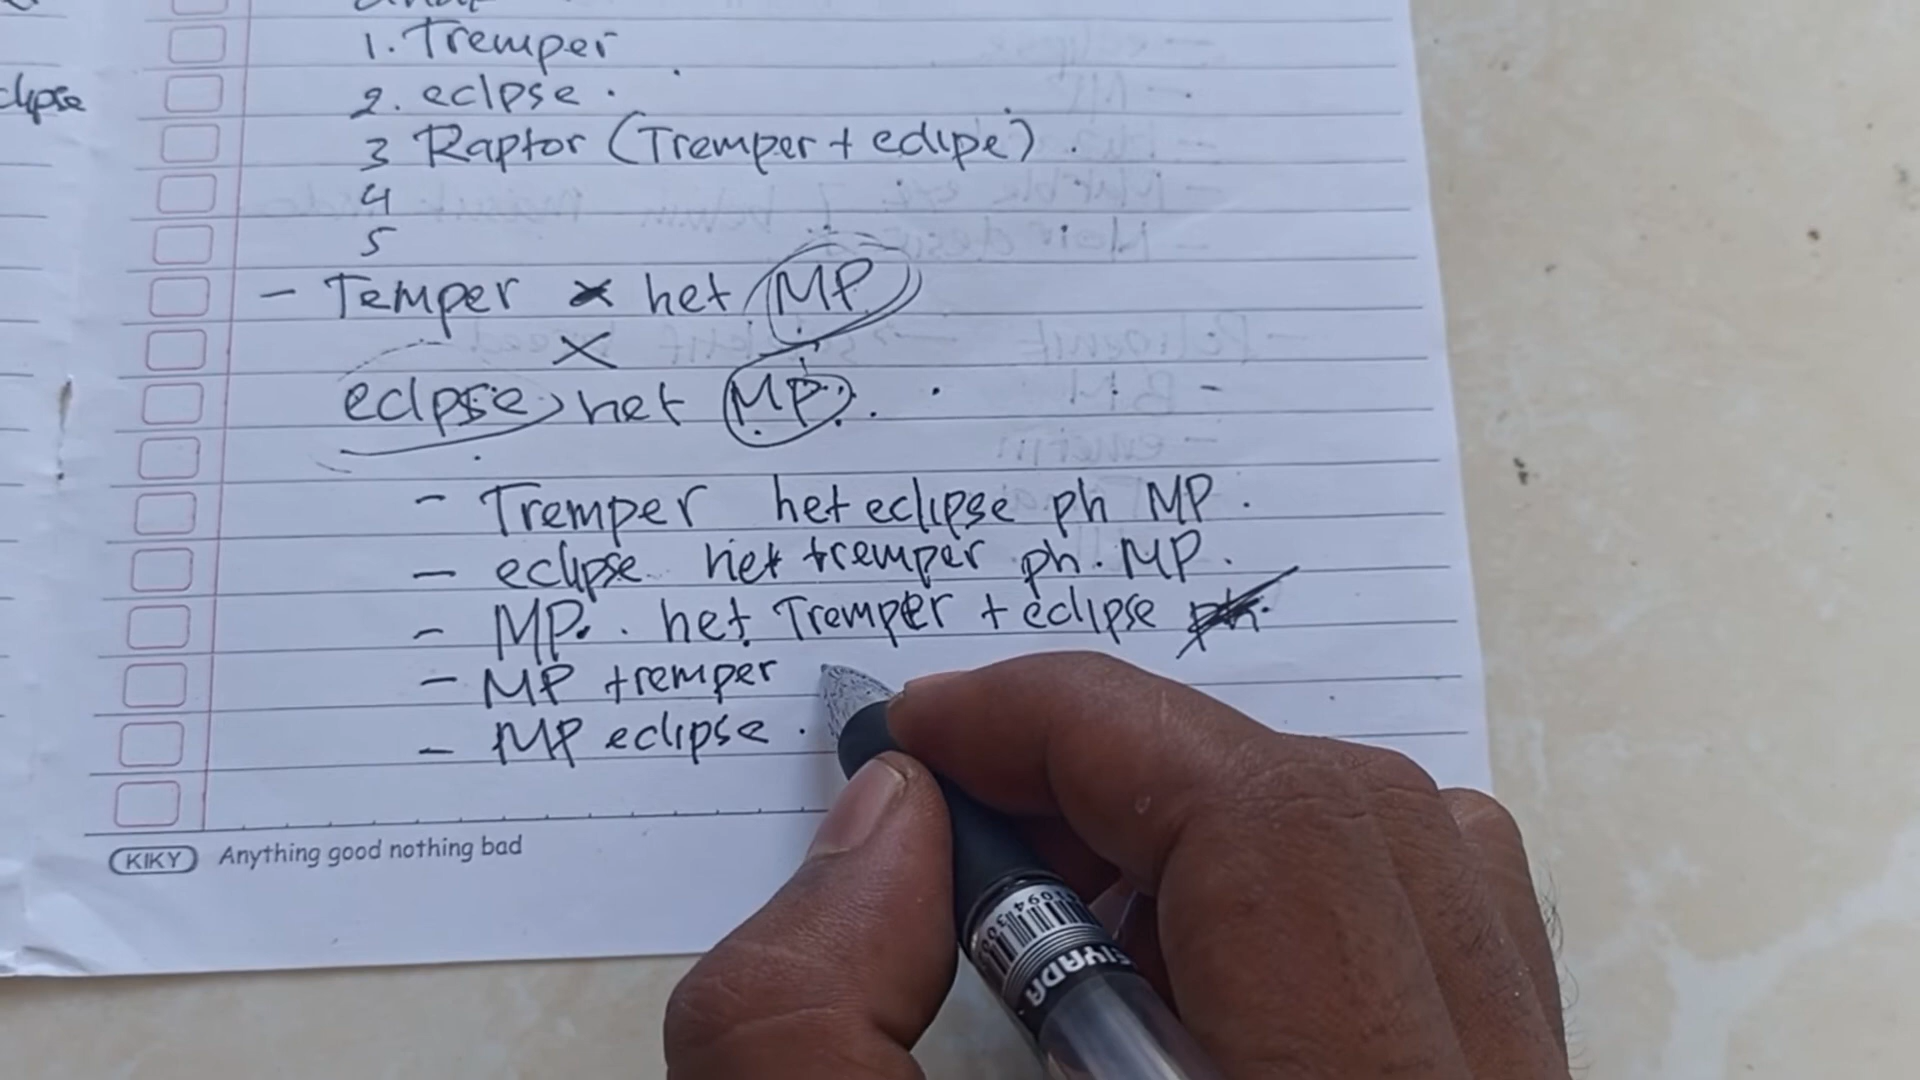 clipse
1. Tremper
2. eclpse .
3 Raptor (Tremper + eclipe) .
4
5
- Temper x het MP
x
eclpse het MP .
- Tremper het eclipse ph MP .
- eclipse het tremper ph. MP .
- MP. . het Tremper + eclipse ph.
- MP tremper
- MP eclipse .
KIKY Anything good nothing bad